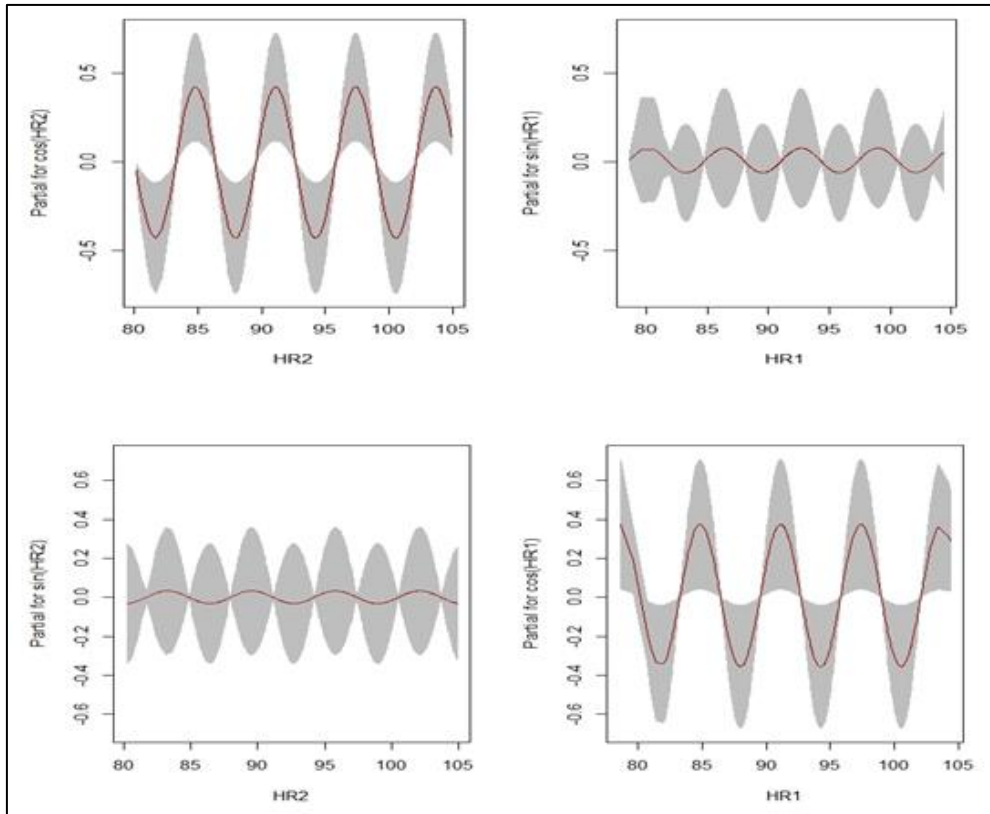 Partial for cos(HR2)
0.5
0.0
-0.5
80 85 90 95 100 105
HR2
Partial for sin(HR1)
0.5
0.0
-0.5
80 85 90 95 100 105
HR1
Partial for sin(HR2)
0.6
0.4
0.2
0.0
-0.2
-0.4
-0.6
80 85 90 95 100 105
HR2
Partial for cos(HR1)
0.6
0.4
0.2
0.0
-0.2
-0.4
-0.6
80 85 90 95 100 105
HR1